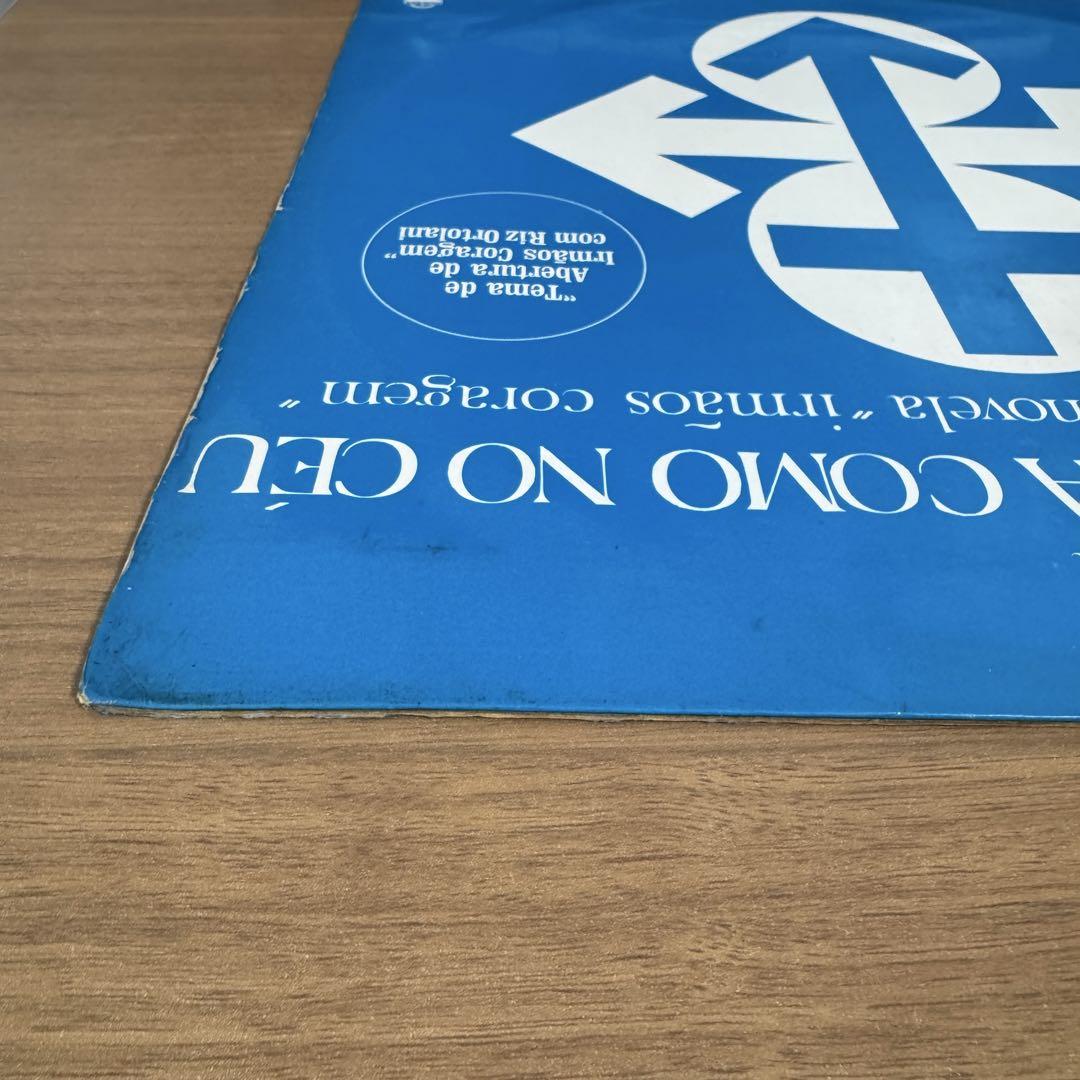 A COMO NO CÉU
novela "irmãos coragem"
"Tema de
Abertura de
Irmãos Coragem"
com Riz Ortolani